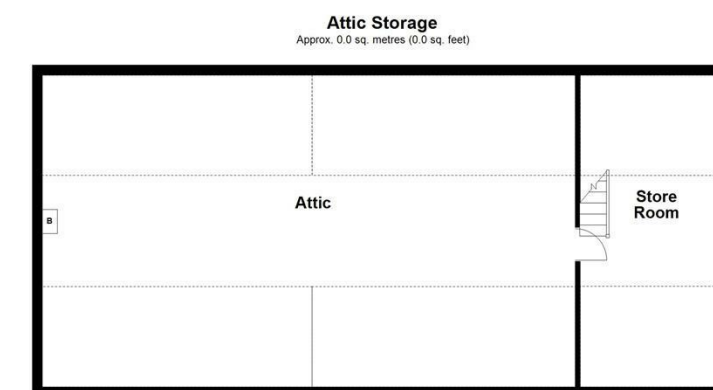 Attic Storage
Approx. 0.0 sq. metres (0.0 sq. feet)
Attic
Store
Room
B